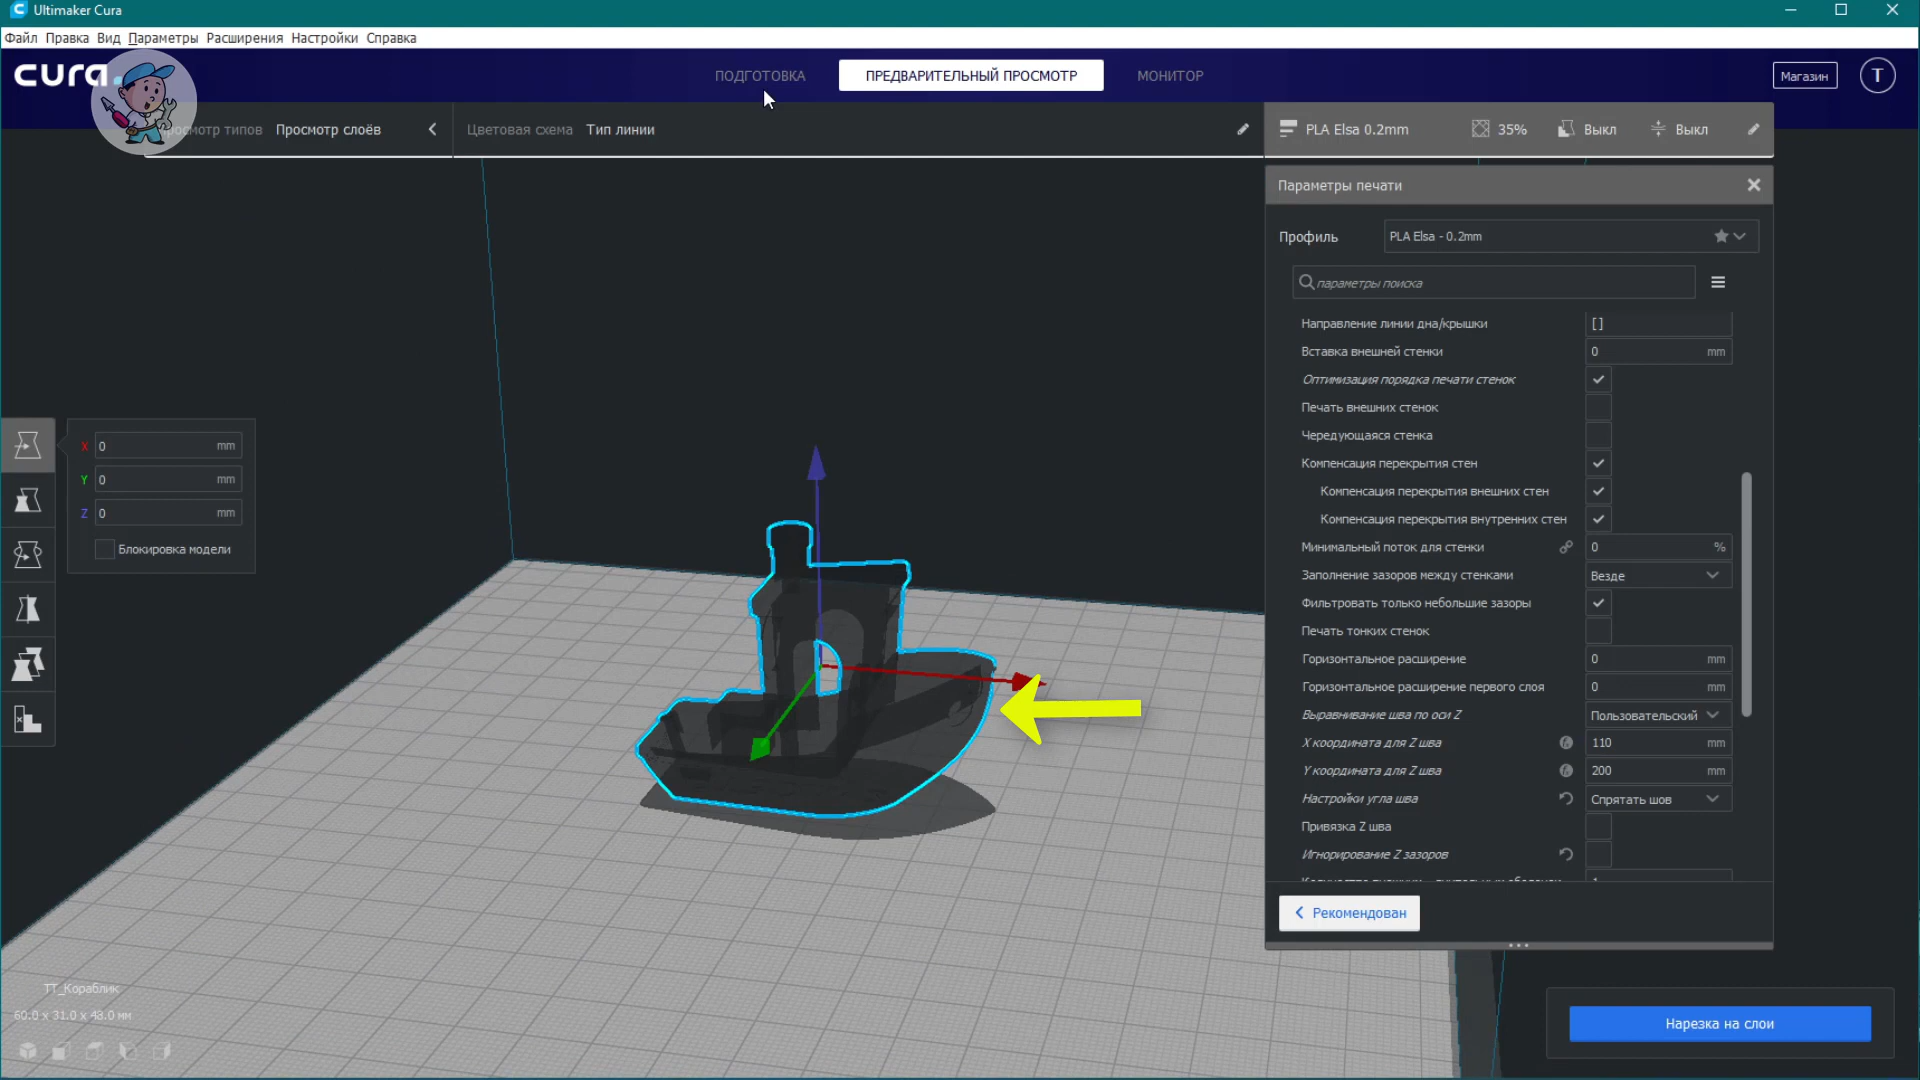 Ultimaker Cura
Файл Правка Вид Параметры Расширения Настройки Справка
cura.
ПОДГОТОВКА ПРЕДВАРИТЕЛЬНЫЙ ПРОСМОТР МОНИТОР
Магазин T
типов Просмотр слоёв Цветовая схема Тип линии
PLA Elsa 0.2mm 35% Выкл Выкл
Параметры печати
Профиль PLA Elsa - 0.2mm
параметры поиска
Направление линии дна/крышки []
Вставка внешней стенки 0 mm
Оптимизация порядка печати стенок
Печать внешних стенок
Чередующаяся стенка
Компенсация перекрытия стен
Компенсация перекрытия внешних стен
Компенсация перекрытия внутренних стен
Минимальный поток для стенки 0 %
Заполнение зазоров между стенками Везде
Фильтровать только небольшие зазоры
Печать тонких стенок
Горизонтальное расширение 0 mm
Горизонтальное расширение первого слоя 0 mm
Выравнивание шва по оси Z Пользовательский
X координата для Z шва 110 mm
Y координата для Z шва 200 mm
Настройки угла шва Спрятать шов
Привязка Z шва
Игнорирование Z зазоров
Рекомендован
X 0 mm
Y 0 mm
Z 0 mm
Блокировка модели
ТТ_Кораблик
60.0 x 31.0 x 48.0 мм
Нарезка на слои